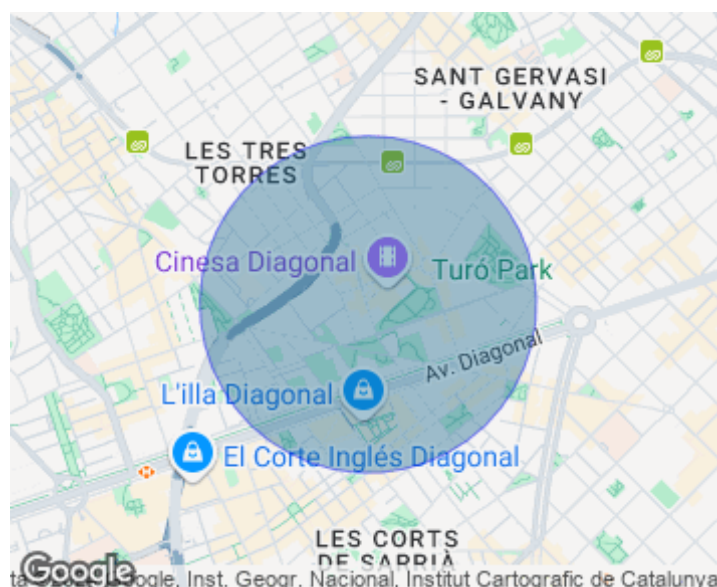 SANT GERVASI
- GALVANY
LES TRES
TORRES
Cinesa Diagonal
Turó Park
Av. Diagonal
L'illa Diagonal
El Corte Inglés Diagonal
LES CORTS
DE SARRIÀ
Google
Google, Inst. Geogr. Nacional, Institut Cartografic de Catalunya